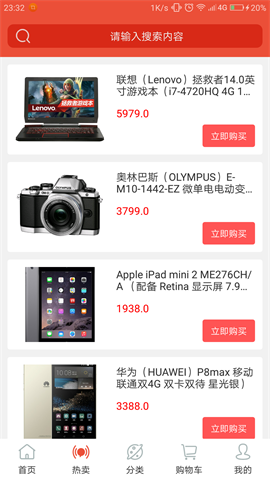 23:32
1K/s
4G
79%
请输入搜索内容
联想（Lenovo）拯救者14.0英
寸游戏本（i7-4720HQ 4G 1...
5979.0
立即购买
Lenovo
拯救者游戏本
奥林巴斯（OLYMPUS）E-
M10-1442-EZ 微单电电动变...
3799.0
立即购买
Apple iPad mini 2 ME276CH/
A （配备 Retina 显示屏 7.9...
1938.0
立即购买
华为（HUAWEI）P8max 移动
联通双4G 双卡双待 星光银）
3388.0
立即购买
首页
热卖
分类
购物车
我的